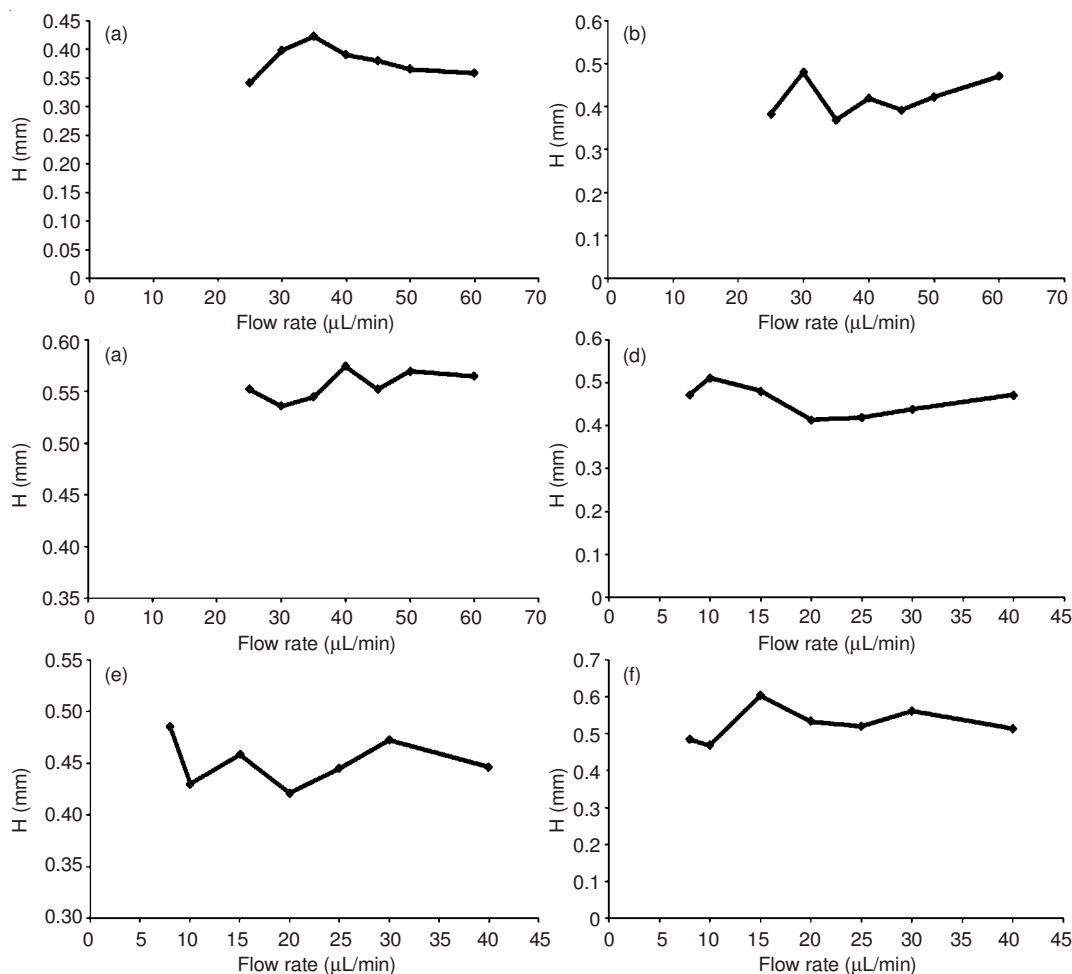 (a)
0.45
0.40
0.35
0.30
0.25
0.20
0.15
0.10
0.05
0
H (mm)
0 10 20 30 40 50 60 70
Flow rate (μL/min)
(b)
0.6
0.5
0.4
0.3
0.2
0.1
0
H (mm)
0 10 20 30 40 50 60 70
Flow rate (μL/min)
(a)
0.60
0.55
0.50
0.45
0.40
0.35
H (mm)
0 10 20 30 40 50 60 70
Flow rate (μL/min)
(d)
0.6
0.5
0.4
0.3
0.2
0.1
0
H (mm)
0 5 10 15 20 25 30 35 40 45
Flow rate (μL/min)
(e)
0.55
0.50
0.45
0.40
0.35
0.30
H (mm)
0 5 10 15 20 25 30 35 40 45
Flow rate (μL/min)
(f)
0.7
0.6
0.5
0.4
0.3
0.2
0.1
0
H (mm)
0 5 10 15 20 25 30 35 40 45
Flow rate (μL/min)